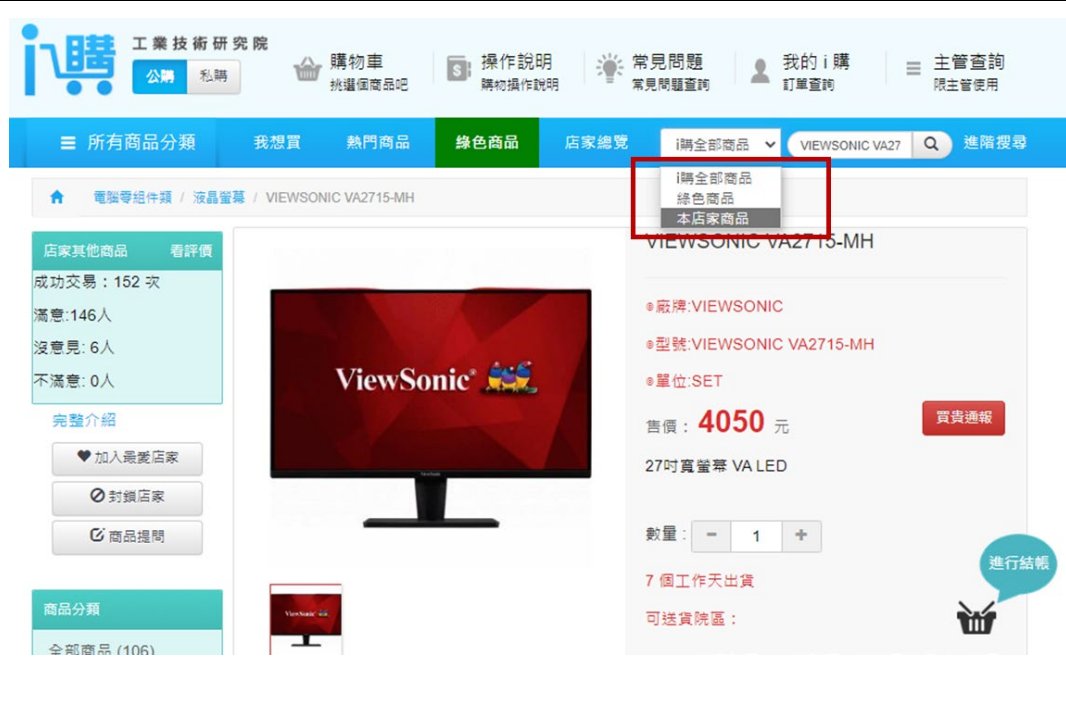 i購
工業技術研究院
公購 私購
購物車
挑選個商品吧
操作說明
購物操作說明
常見問題
常見問題查詢
我的 i 購
訂單查詢
主管查詢
限主管使用
所有商品分類 我想買 熱門商品 綠色商品 店家總覽 i購全部商品 VIEWSONIC VA27 進階搜尋
i購全部商品
綠色商品
本店家商品
電腦零組件類 / 液晶螢幕 / VIEWSONIC VA2715-MH
店家其他商品 看評價
成功交易：152 次
滿意:146人
沒意見: 6人
不滿意: 0人
完整介紹
加入最愛店家
封鎖店家
商品提問
商品分類
全部商品 (106)
ViewSonic
ViewSonic
VIEWSONIC VA2715-MH
◎廠牌:VIEWSONIC
◎型號:VIEWSONIC VA2715-MH
◎單位:SET
售價： 4050 元
買貴通報
27吋寬螢幕 VA LED
數量 : - 1 +
7 個工作天出貨
可送貨院區：
進行結帳